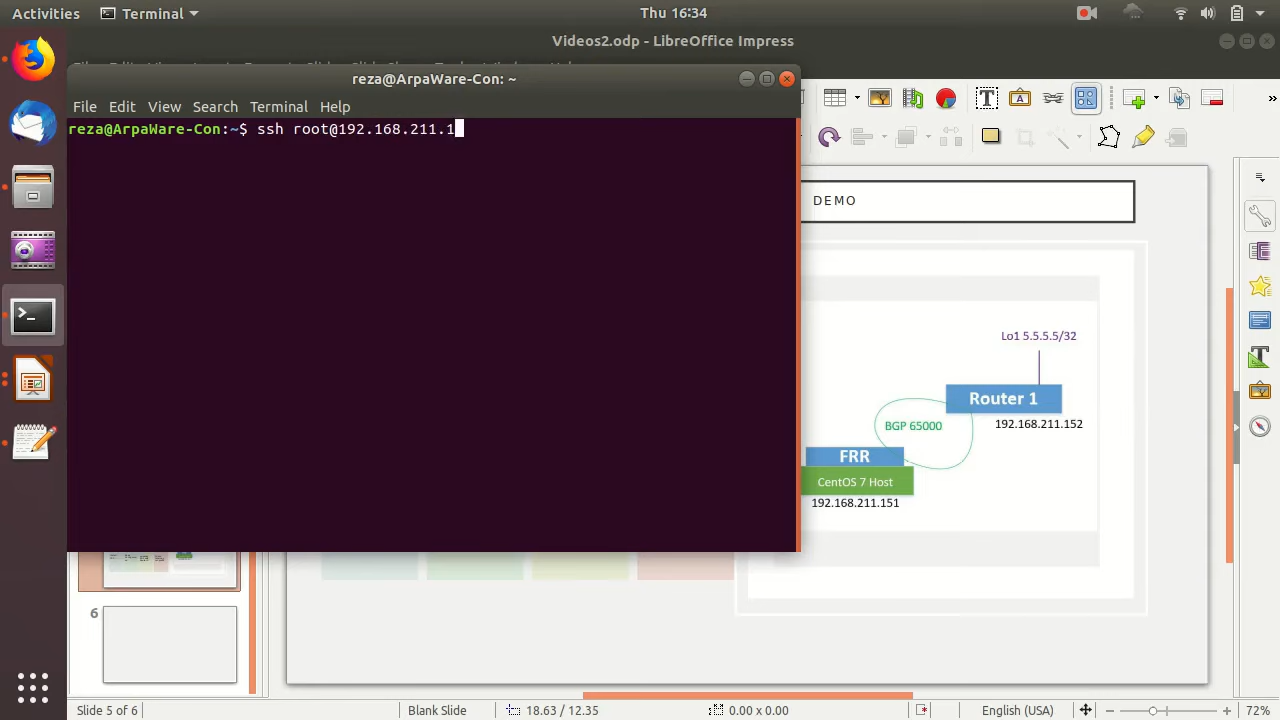 Activities
Terminal
Thu 16:34
Videos2.odp - LibreOffice Impress
reza@ArpaWare-Con: ~
File Edit View Search Terminal Help
reza@ArpaWare-Con:~$ ssh root@192.168.211.1
DEMO
Lo1 5.5.5.5/32
Router 1
192.168.211.152
BGP 65000
FRR
CentOS 7 Host
192.168.211.151
6
Slide 5 of 6
Blank Slide
18.63 / 12.35
0.00 x 0.00
English (USA)
72%